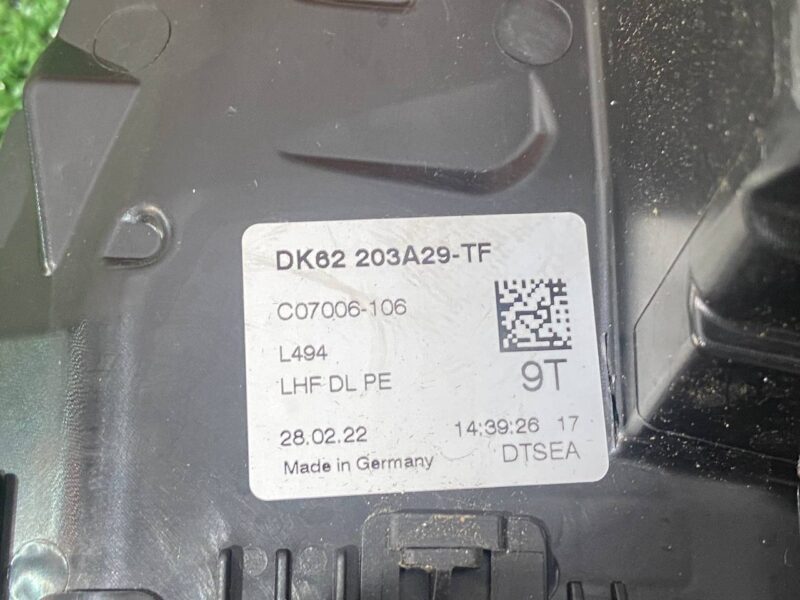 DK62 203A29-TF
C07006-106
L494
LHF DL PE
9T
28.02.22 14:39:26 17
Made in Germany DTSEA